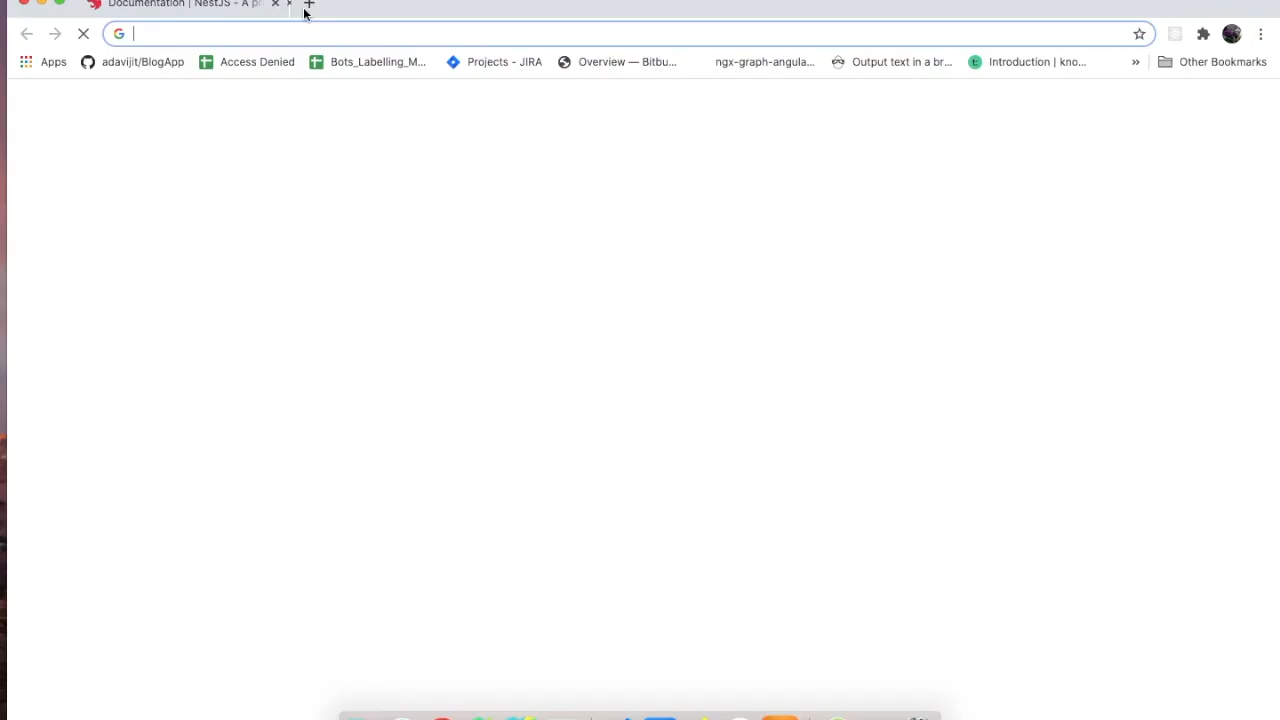 Documentation | NestJS - A pr
Apps
adavijit/BlogApp
Access Denied
Bots_Labelling_M...
Projects - JIRA
Overview — Bitbu...
ngx-graph-angula...
Output text in a br...
Introduction | kno...
»
Other Bookmarks